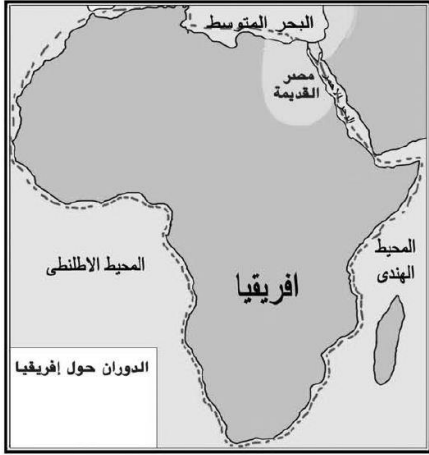 البحر المتوسط
مصر
القديمة
المحيط
الهندى
المحيط الاطلنطى
افريقيا
الدوران حول إفريقيا